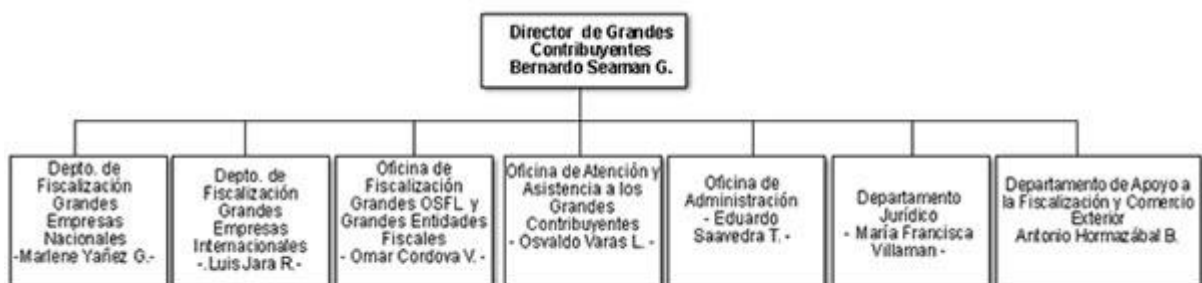 Director de Grandes
Contribuyentes
Bernardo Seaman G.
Depto. de
Fiscalización
Grandes
Empresas
Nacionales
-Marlene Yañez G.-
Depto. de
Fiscalización
Grandes
Empresas
Internacionales
-.Luis Jara R.-
Oficina de
Fiscalización
Grandes OSFL y
Grandes Entidades
Fiscales
- Omar Cordova V. -
Oficina de Atención y
Asistencia a los
Grandes
Contribuyentes
- Osvaldo Varas L. -
Oficina de
Administración
- Eduardo
Saavedra T. -
Departamento
Jurídico
- María Francisca
Villaman -
Departamento de Apoyo a
la Fiscalización y Comercio
Exterior
Antonio Hormazábal B.